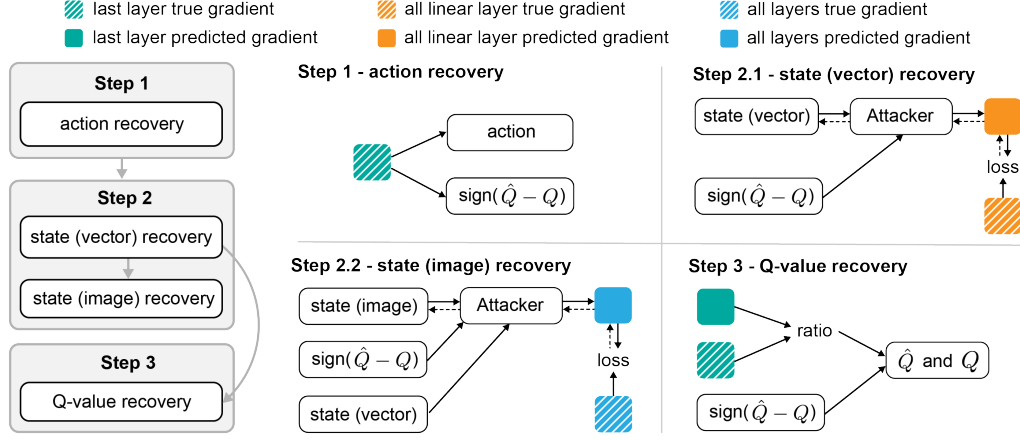 last layer true gradient
all linear layer true gradient
all layers true gradient
last layer predicted gradient
all linear layer predicted gradient
all layers predicted gradient
Step 1
action recovery
Step 2
state (vector) recovery
state (image) recovery
Step 3
Q-value recovery
Step 1 - action recovery
action
sign(Q̂ − Q)
Step 2.1 - state (vector) recovery
state (vector)
Attacker
loss
sign(Q̂ − Q)
Step 2.2 - state (image) recovery
state (image)
Attacker
sign(Q̂ − Q)
loss
state (vector)
Step 3 - Q-value recovery
ratio
Q̂ and Q
sign(Q̂ − Q)